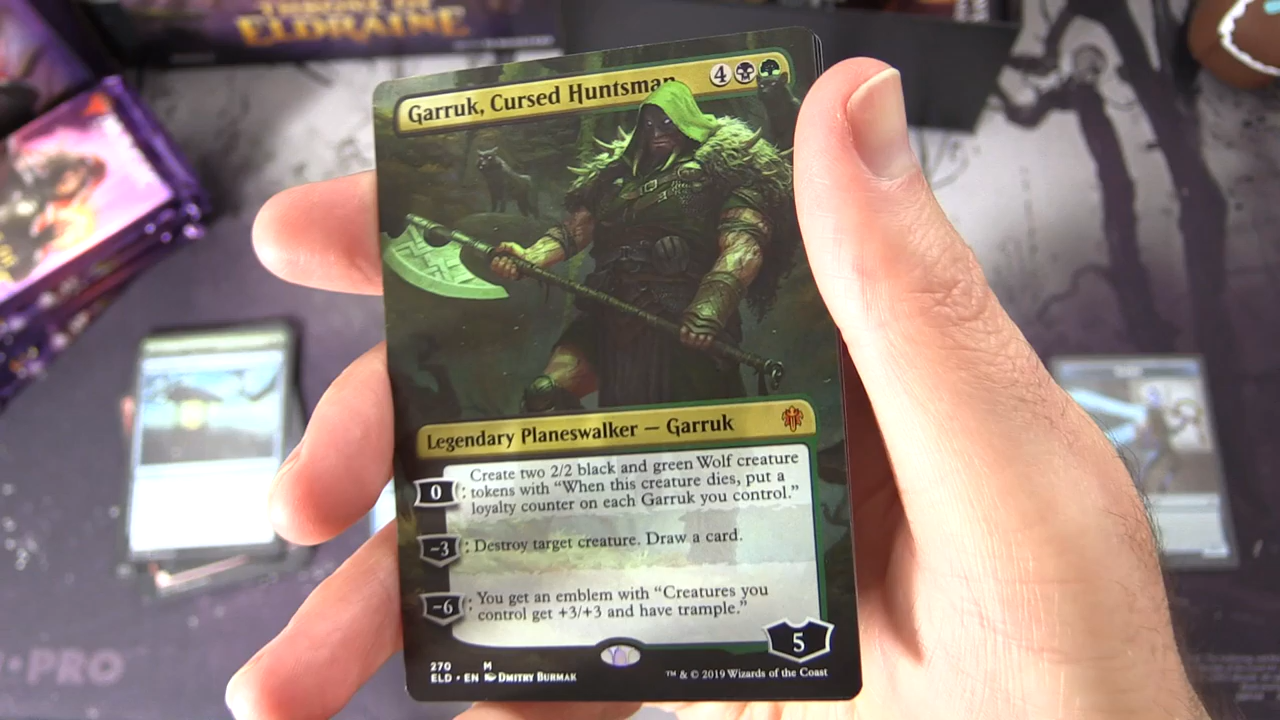 THRONE OF
ELDRAINE
Garruk, Cursed Huntsman
4
Legendary Planeswalker — Garruk
0 : Create two 2/2 black and green Wolf creature
tokens with “When this creature dies, put a
loyalty counter on each Garruk you control.”
−3 : Destroy target creature. Draw a card.
−6 : You get an emblem with “Creatures you
control get +3/+3 and have trample.”
5
270 M
ELD • EN DMITRY BURMAK
™ & © 2019 Wizards of the Coast
PRO